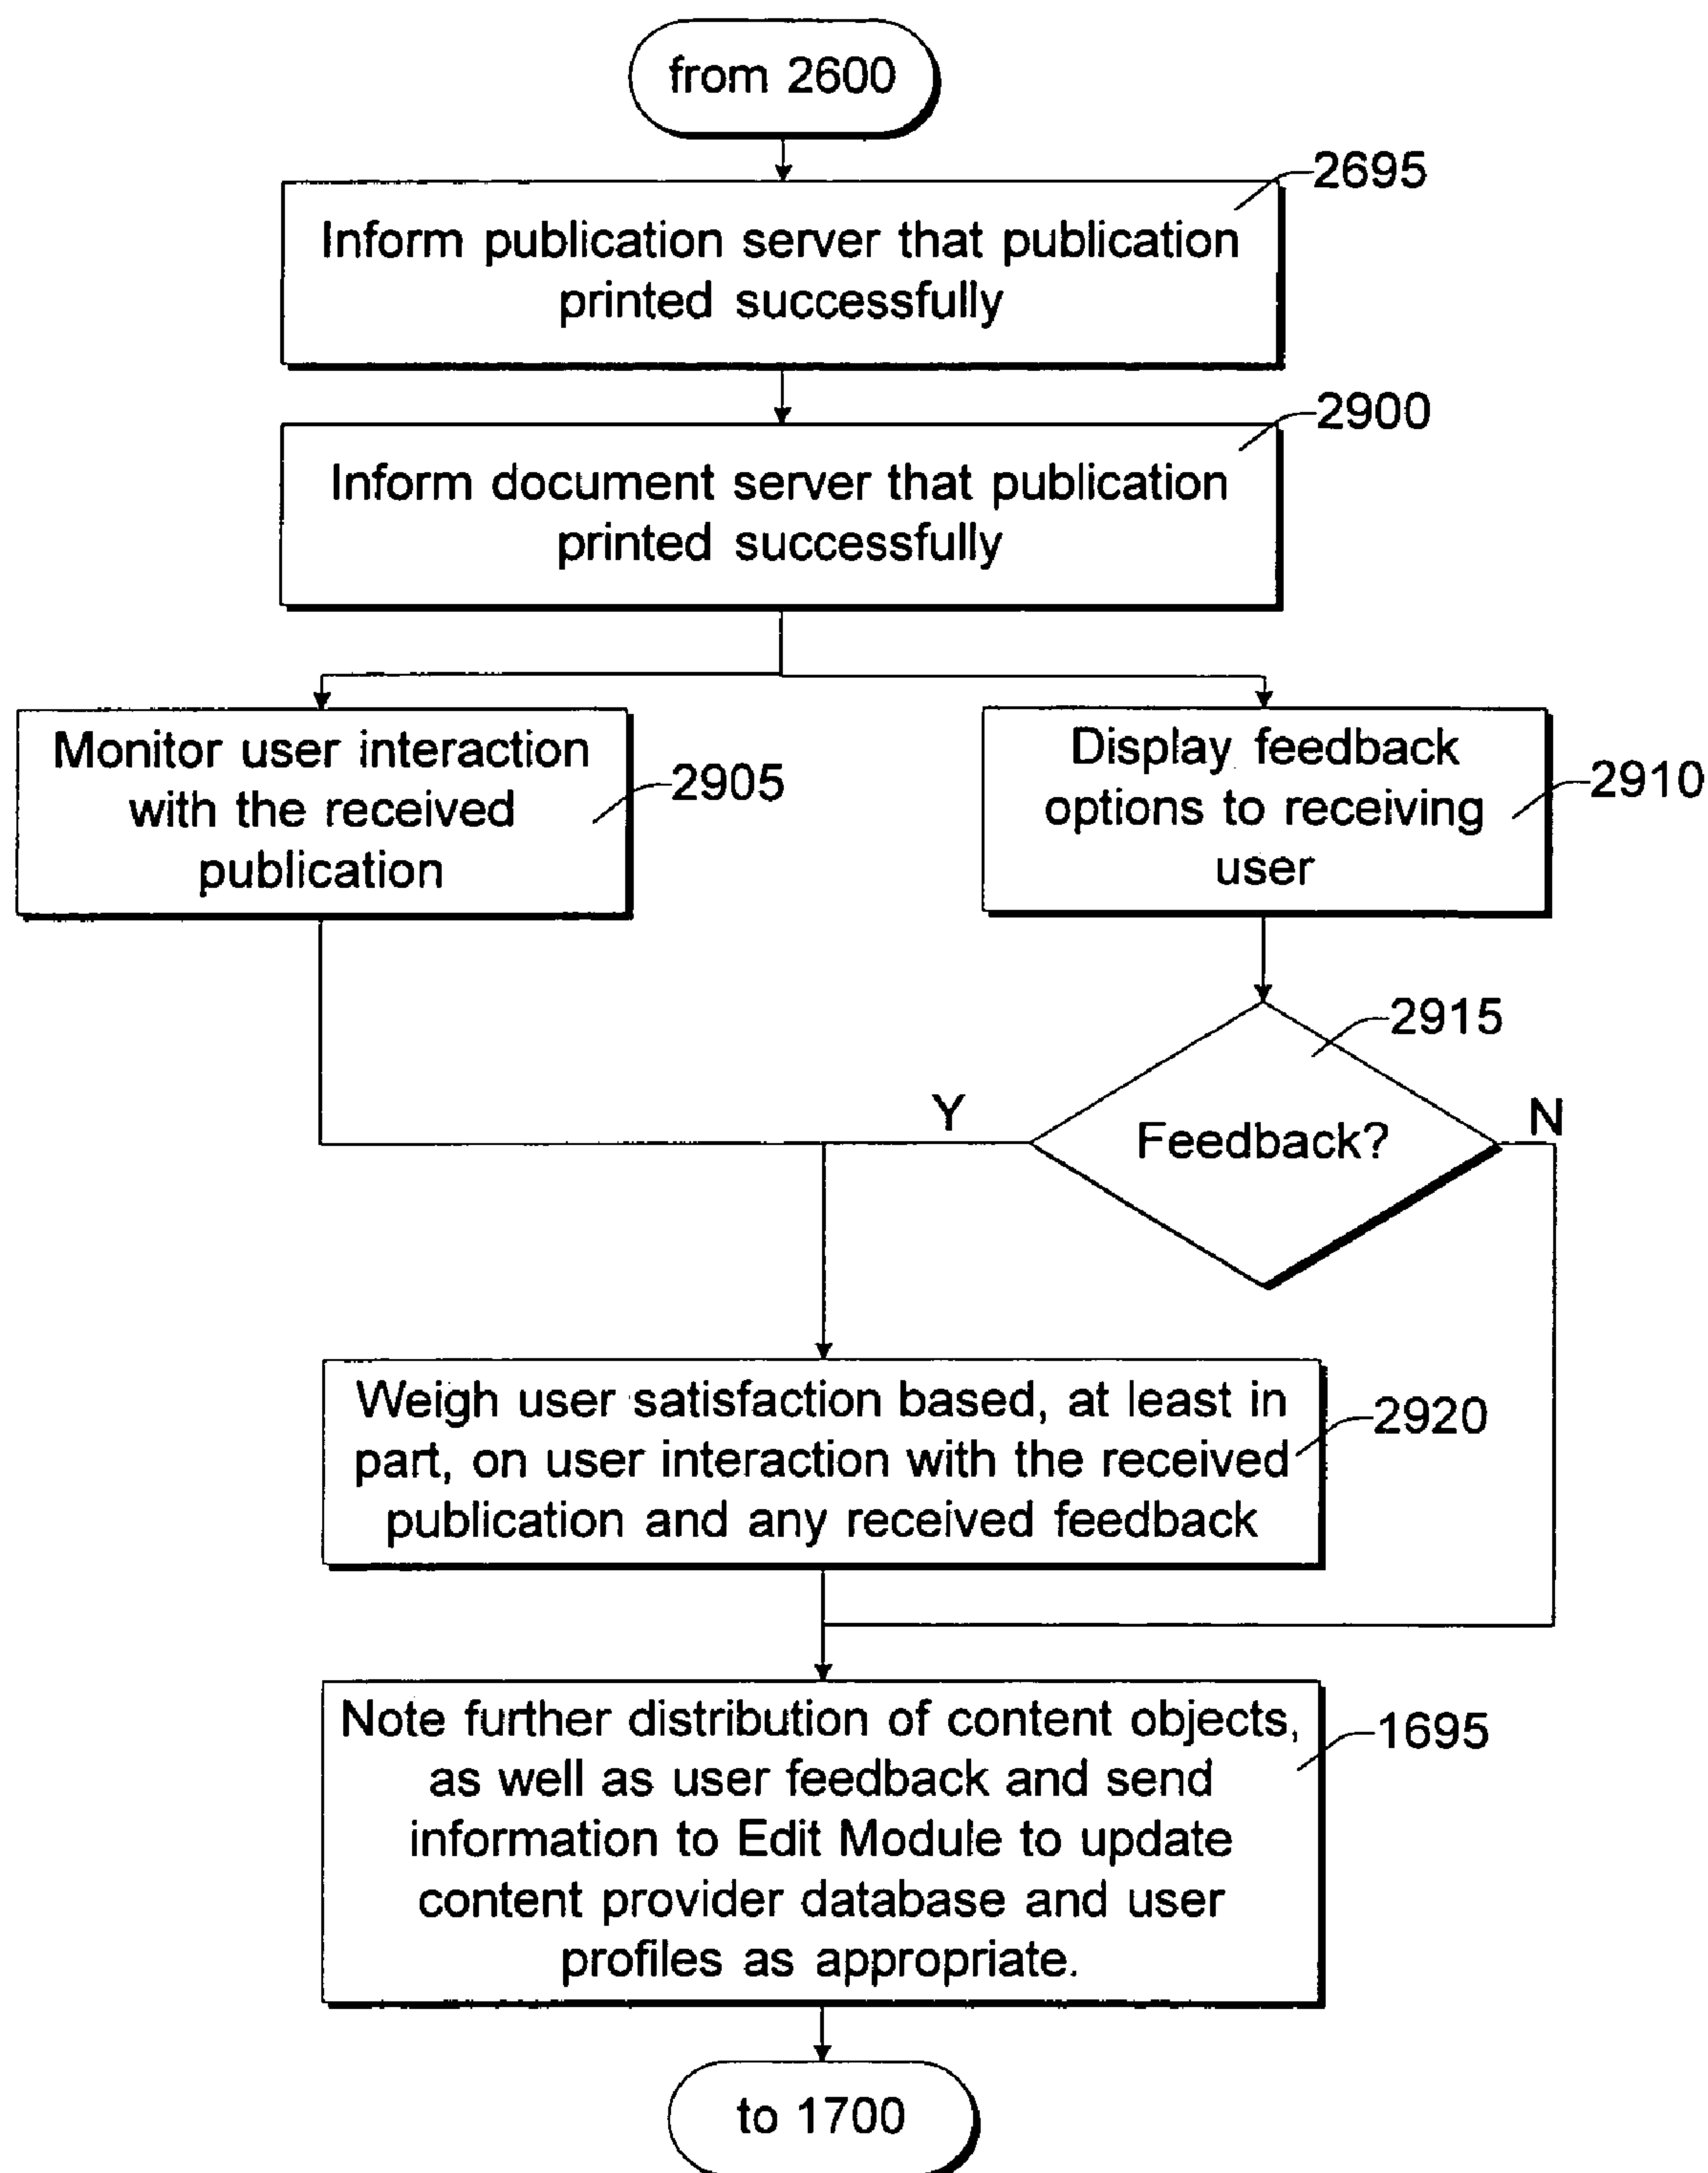 from 2600
2695
Inform publication server that publication
printed successfully
2900
Inform document server that publication
printed successfully
Monitor user interaction
with the received
publication
2905
Display feedback
options to receiving
user
2910
2915
Y
Feedback?
N
Weigh user satisfaction based, at least in
part, on user interaction with the received
publication and any received feedback
2920
Note further distribution of content objects,
as well as user feedback and send
information to Edit Module to update
content provider database and user
profiles as appropriate.
1695
to 1700